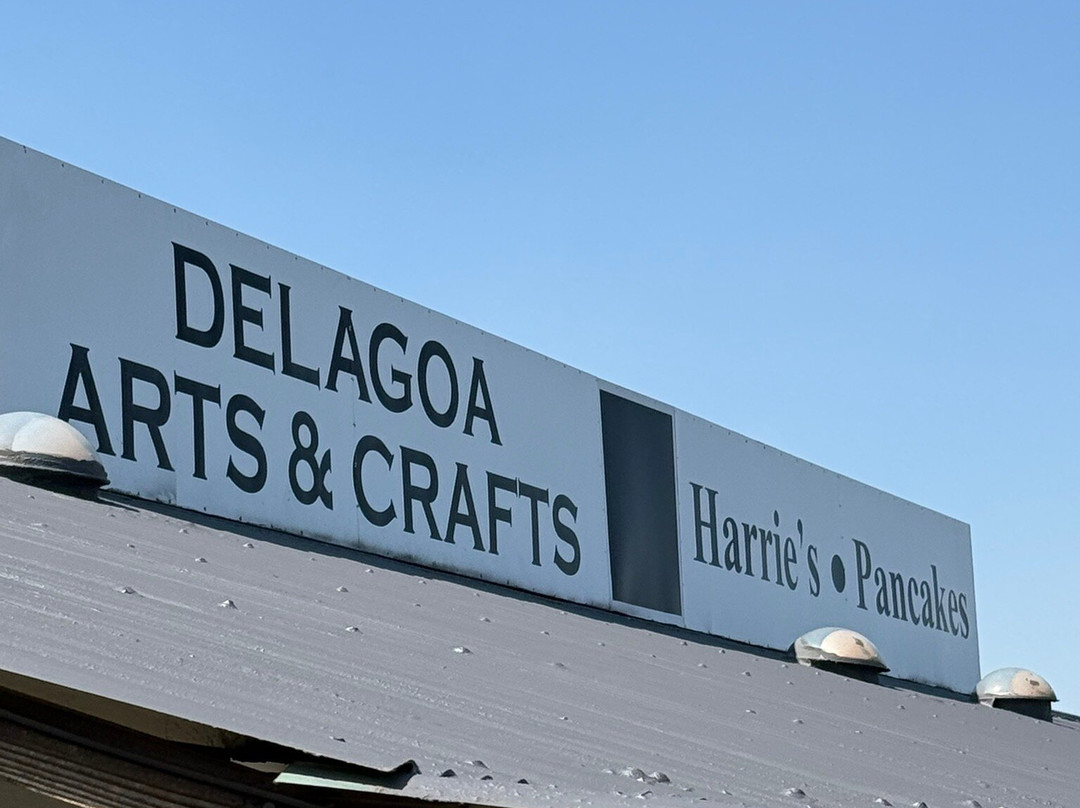 DELAGOA
ARTS & CRAFTS
Harrie's • Pancakes